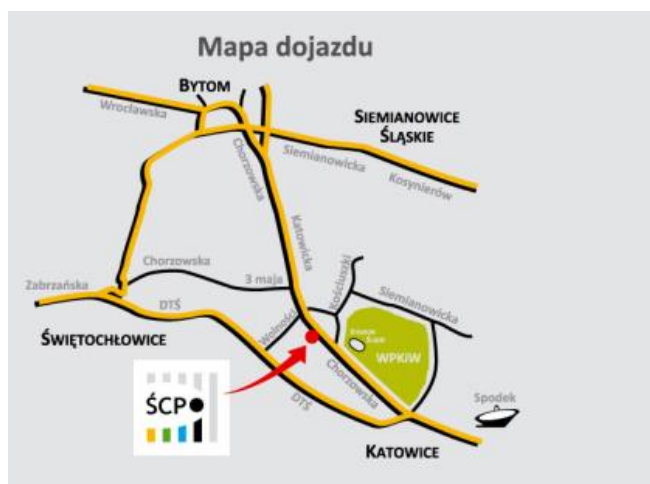 Mapa dojazdu
BYTOM
Wrocławska
SIEMIANOWICE
ŚLĄSKIE
Chorzowska
Siemianowicka
Kosynierów
Katowicka
Chorzowska
3 maja
Kościuszki
Zabrzańska
Siemianowicka
DTŚ
Wolności
ŚWIĘTOCHŁOWICE
WPKiW
Chorzowska
ŚCP
DTŚ
Spodek
KATOWICE